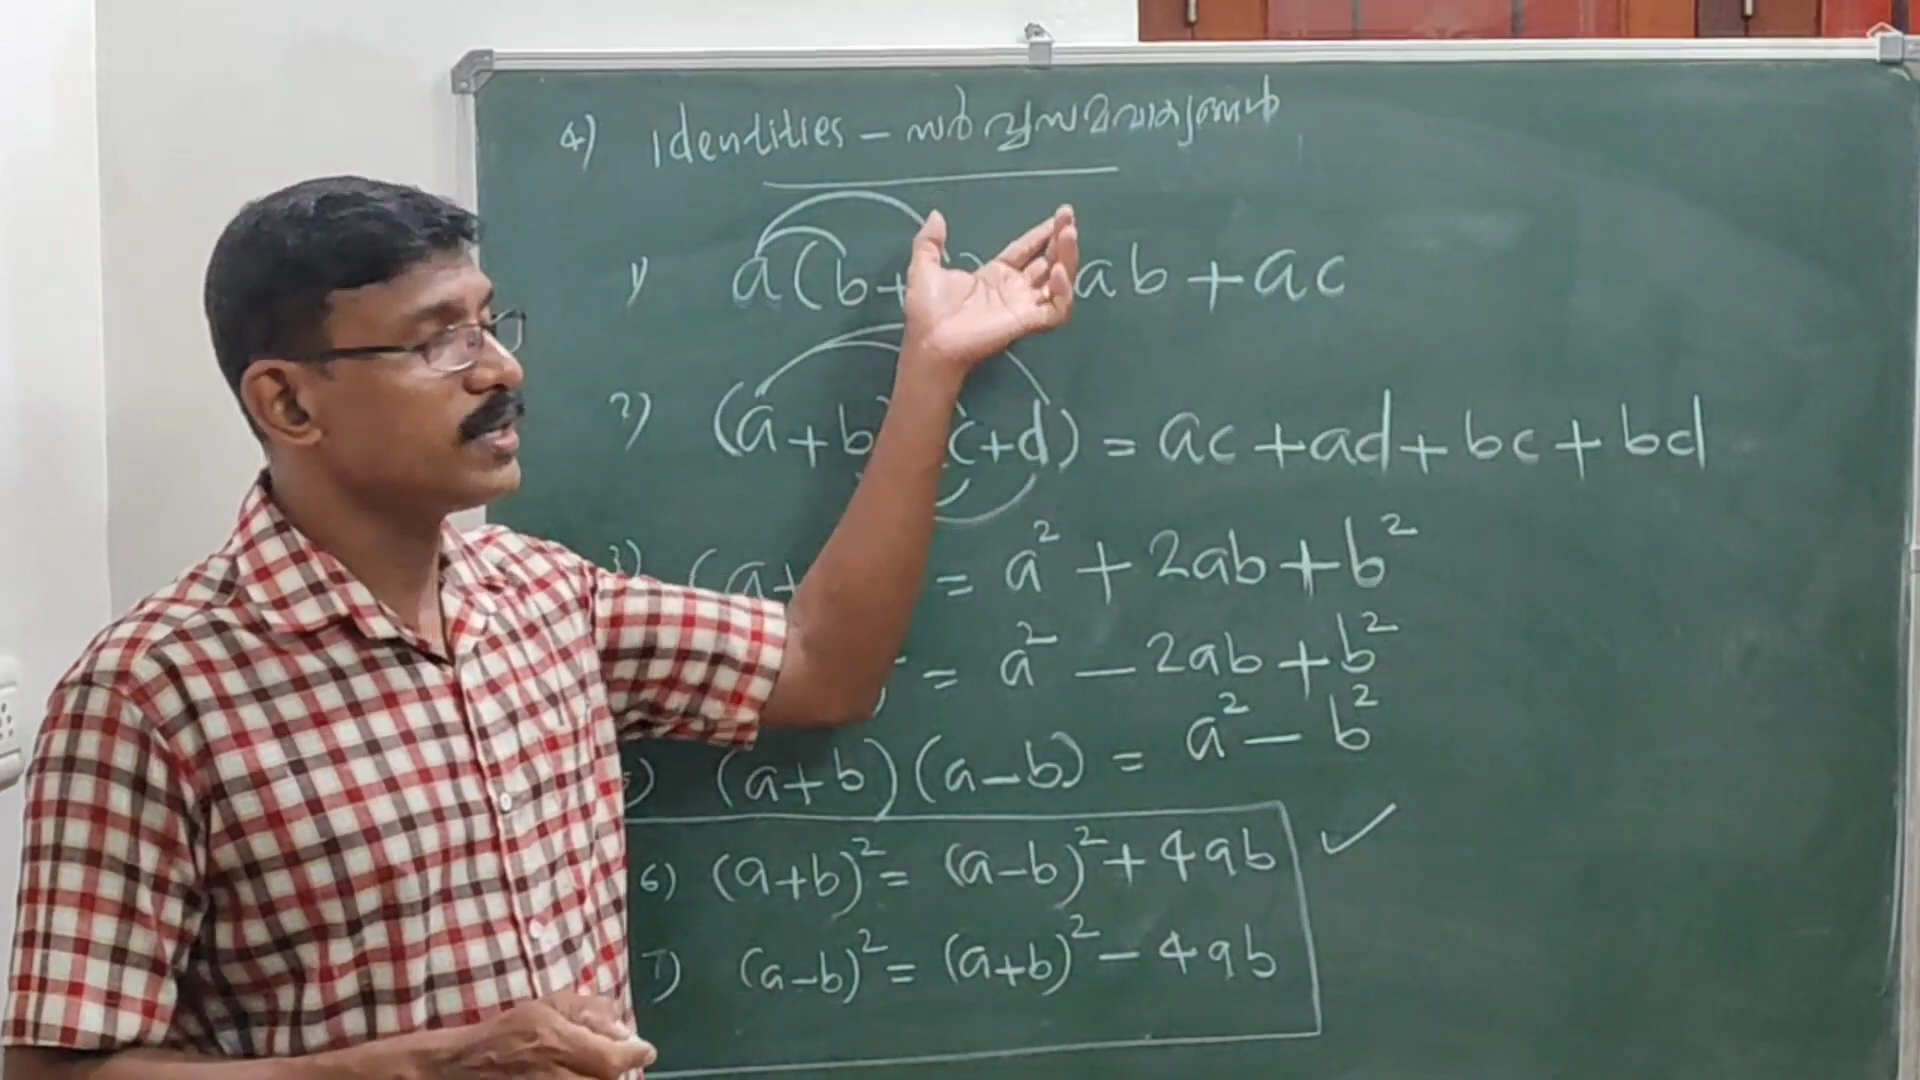 4) Identities – സർവ്വസമവാക്യങ്ങൾ
1) a(b+ ab + ac
2) (a+b) (c+d) = ac + ad + bc + bd
3) (a+ = a² + 2ab + b²
= a² – 2ab + b²
5) (a+b)(a–b) = a² – b²
6) (a+b)² = (a–b)² + 4ab ✓
7) (a–b)² = (a+b)² – 4ab